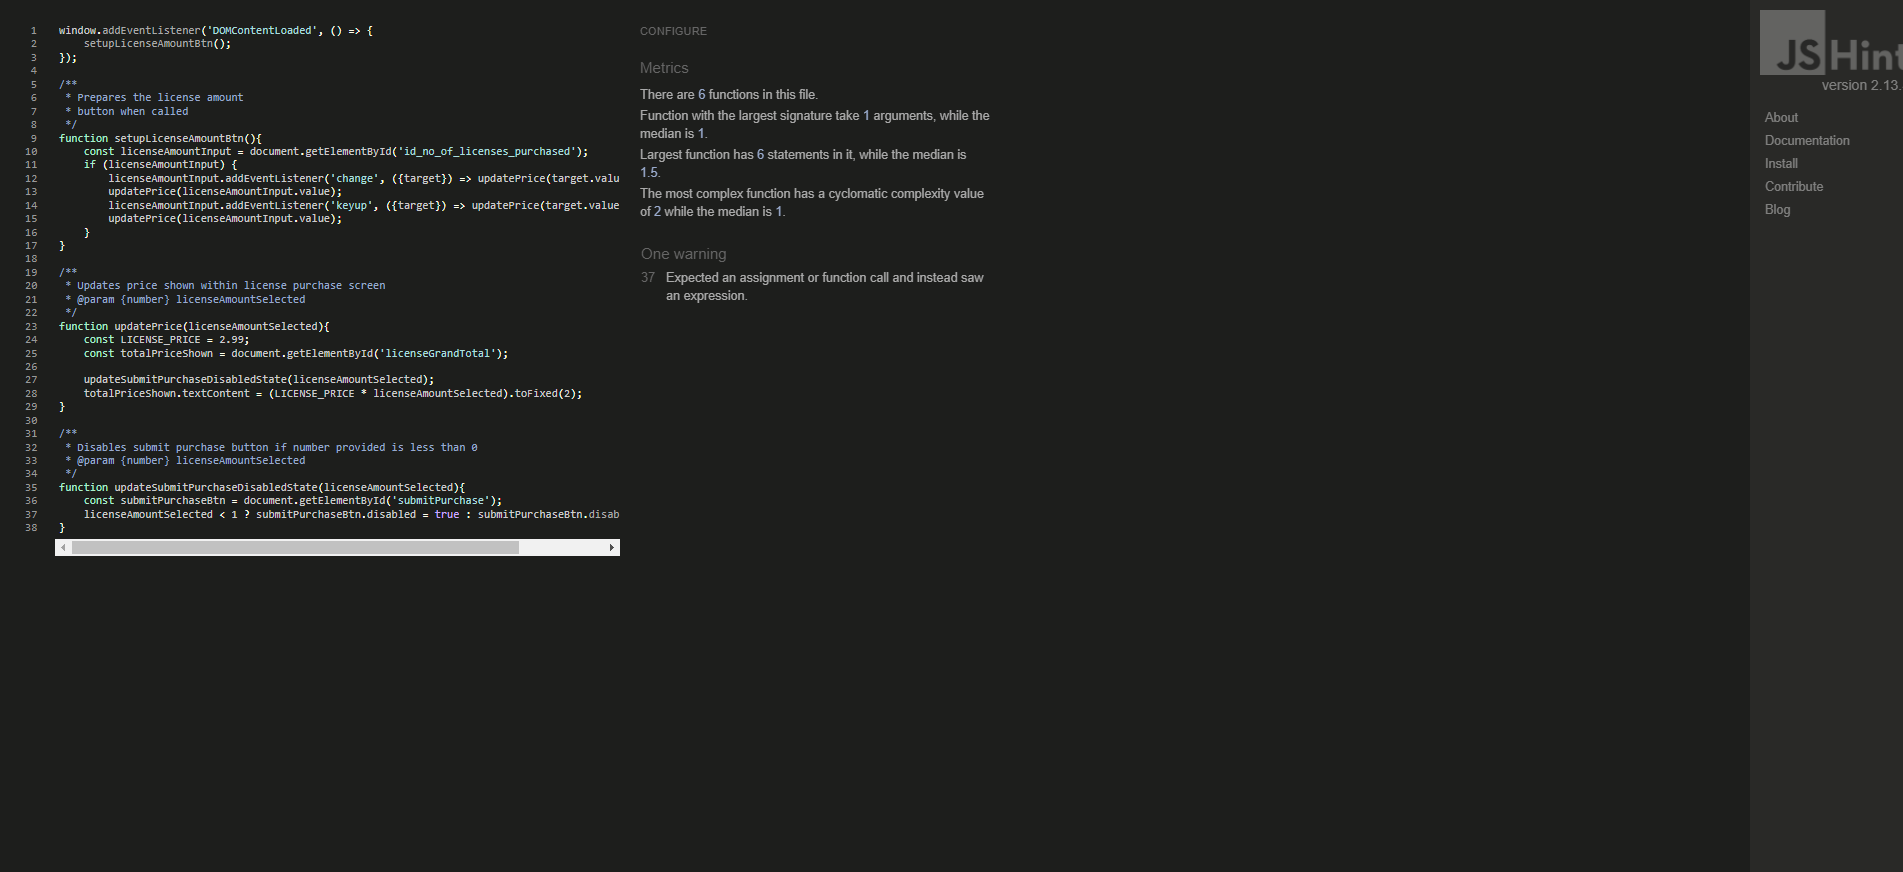 1 window.addEventListener('DOMContentLoaded', () => {
2     setupLicenseAmountBtn();
3 });
4
5 /**
6  * Prepares the license amount
7  * button when called
8  */
9 function setupLicenseAmountBtn(){
10     const licenseAmountInput = document.getElementById('id_no_of_licenses_purchased');
11     if (licenseAmountInput) {
12         licenseAmountInput.addEventListener('change', ({target}) => updatePrice(target.valu
13         updatePrice(licenseAmountInput.value);
14         licenseAmountInput.addEventListener('keyup', ({target}) => updatePrice(target.value
15         updatePrice(licenseAmountInput.value);
16     }
17 }
18
19 /**
20  * Updates price shown within license purchase screen
21  * @param {number} licenseAmountSelected
22  */
23 function updatePrice(licenseAmountSelected){
24     const LICENSE_PRICE = 2.99;
25     const totalPriceShown = document.getElementById('licenseGrandTotal');
26
27     updateSubmitPurchaseDisabledState(licenseAmountSelected);
28     totalPriceShown.textContent = (LICENSE_PRICE * licenseAmountSelected).toFixed(2);
29 }
30
31 /**
32  * Disables submit purchase button if number provided is less than 0
33  * @param {number} licenseAmountSelected
34  */
35 function updateSubmitPurchaseDisabledState(licenseAmountSelected){
36     const submitPurchaseBtn = document.getElementById('submitPurchase');
37     licenseAmountSelected < 1 ? submitPurchaseBtn.disabled = true : submitPurchaseBtn.disab
38 }
CONFIGURE
Metrics
There are 6 functions in this file.
Function with the largest signature take 1 arguments, while the
median is 1.
Largest function has 6 statements in it, while the median is
1.5.
The most complex function has a cyclomatic complexity value
of 2 while the median is 1.
One warning
37 Expected an assignment or function call and instead saw
an expression.
JSHint
version 2.13.
About
Documentation
Install
Contribute
Blog